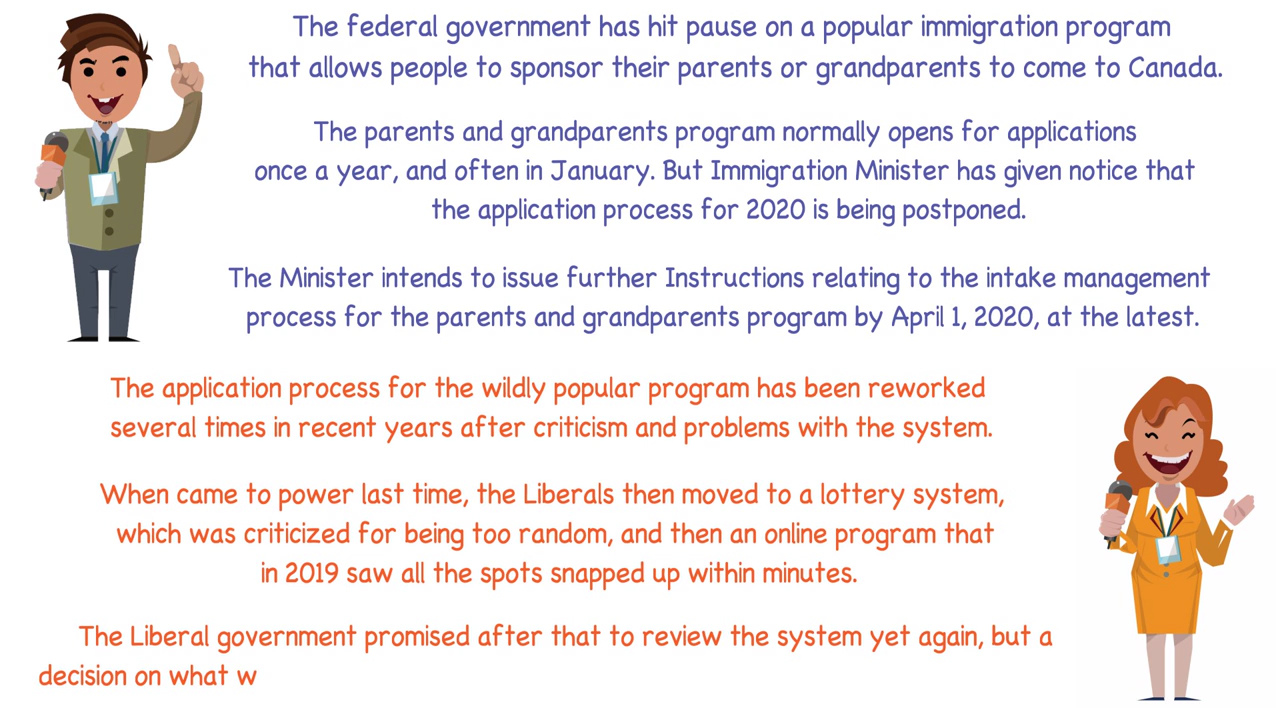 The federal government has hit pause on a popular immigration program
that allows people to sponsor their parents or grandparents to come to Canada.
The parents and grandparents program normally opens for applications
once a year, and often in January. But Immigration Minister has given notice that
the application process for 2020 is being postponed.
The Minister intends to issue further Instructions relating to the intake management
process for the parents and grandparents program by April 1, 2020, at the latest.
The application process for the wildly popular program has been reworked
several times in recent years after criticism and problems with the system.
When came to power last time, the Liberals then moved to a lottery system,
which was criticized for being too random, and then an online program that
in 2019 saw all the spots snapped up within minutes.
The Liberal government promised after that to review the system yet again, but a
decision on what w